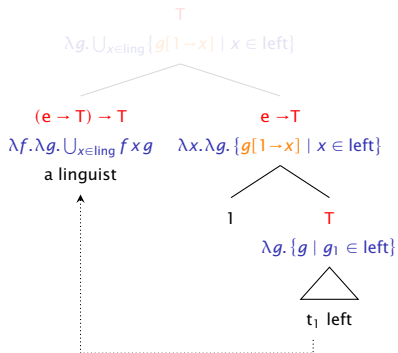 T
λg.⋃x∈ling {g[1→x] | x ∈ left}
(e → T) → T
e →T
λf.λg.⋃x∈ling f x g
λx.λg.{g[1→x] | x ∈ left}
a linguist
1
T
λg.{g | g₁ ∈ left}
t₁ left